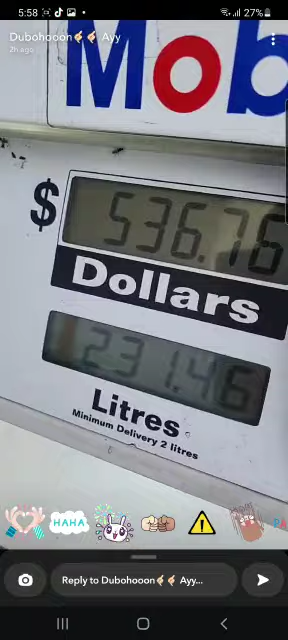 5:58
27%
Dubohooon👌🏻👌🏻 Ayy
2h ago
Mob
$ 536.76
Dollars
231.46
Litres
Minimum Delivery 2 litres
HAHA
PA
Reply to Dubohooon👌🏻👌🏻 Ayy...